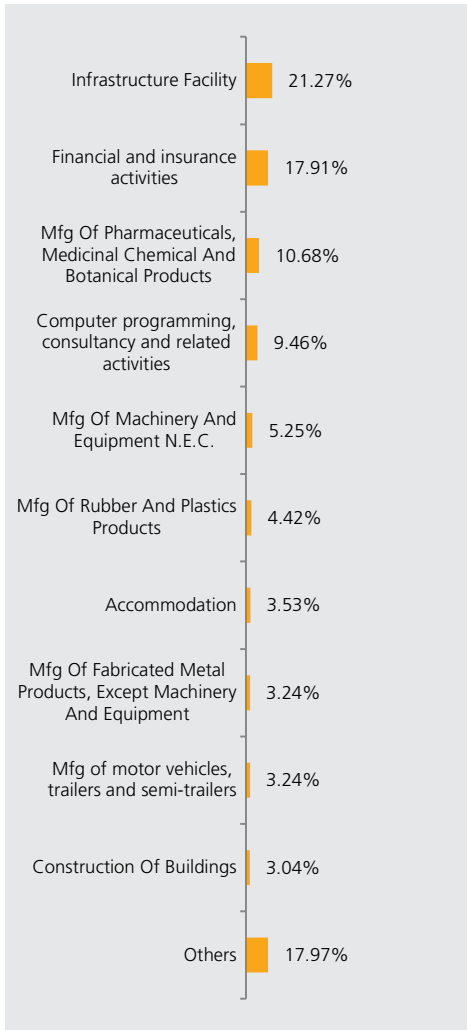 Infrastructure Facility
21.27%
Financial and insurance
activities
17.91%
Mfg Of Pharmaceuticals,
Medicinal Chemical And
Botanical Products
10.68%
Computer programming,
consultancy and related
activities
9.46%
Mfg Of Machinery And
Equipment N.E.C.
5.25%
Mfg Of Rubber And Plastics
Products
4.42%
Accommodation
3.53%
Mfg Of Fabricated Metal
Products, Except Machinery
And Equipment
3.24%
Mfg of motor vehicles,
trailers and semi-trailers
3.24%
Construction Of Buildings
3.04%
Others
17.97%